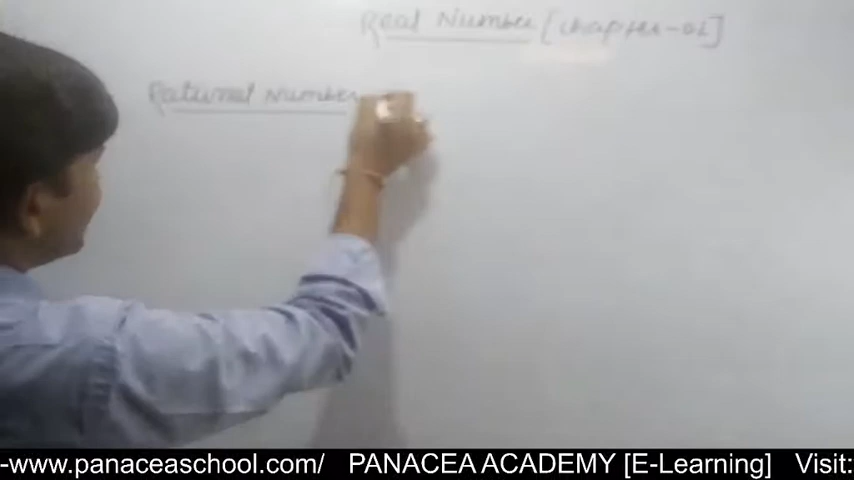 Real Number [Chapter-01]
Rational Number
-www.panaceaschool.com/ PANACEA ACADEMY [E-Learning] Visit: